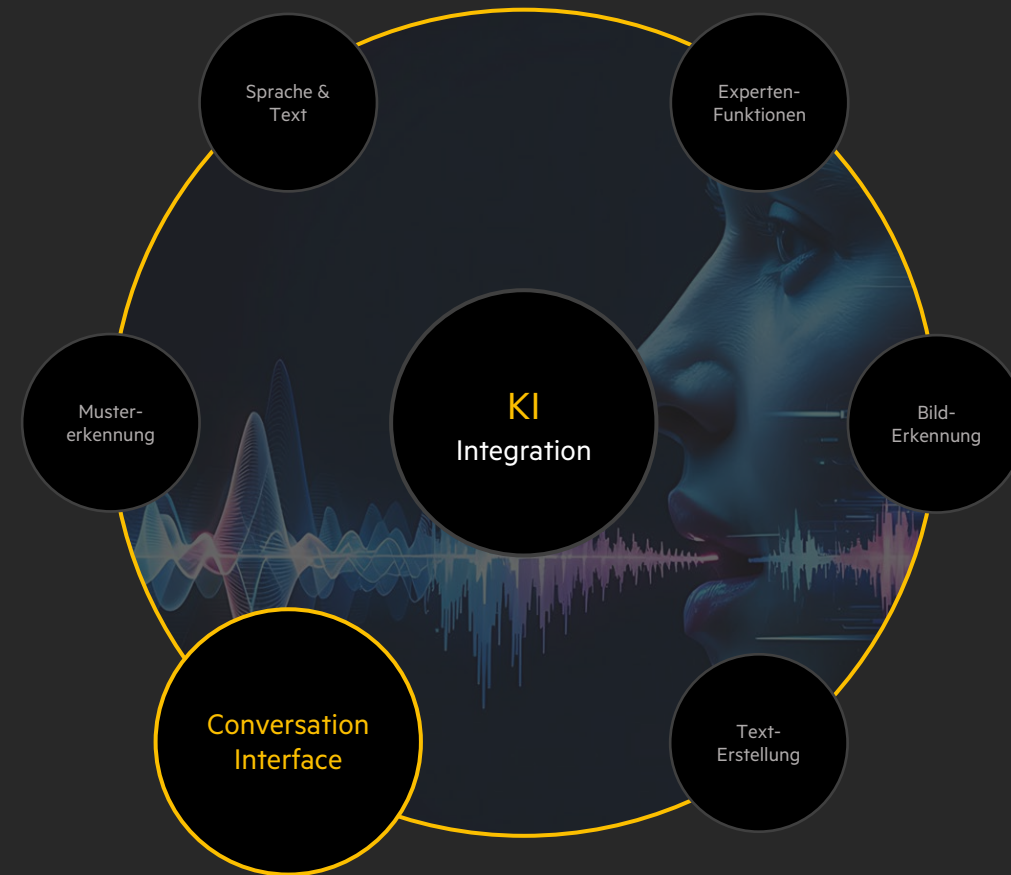 Sprache &
Text
Experten-
Funktionen
Muster-
erkennung
KI
Integration
Bild-
Erkennung
Conversation
Interface
Text-
Erstellung